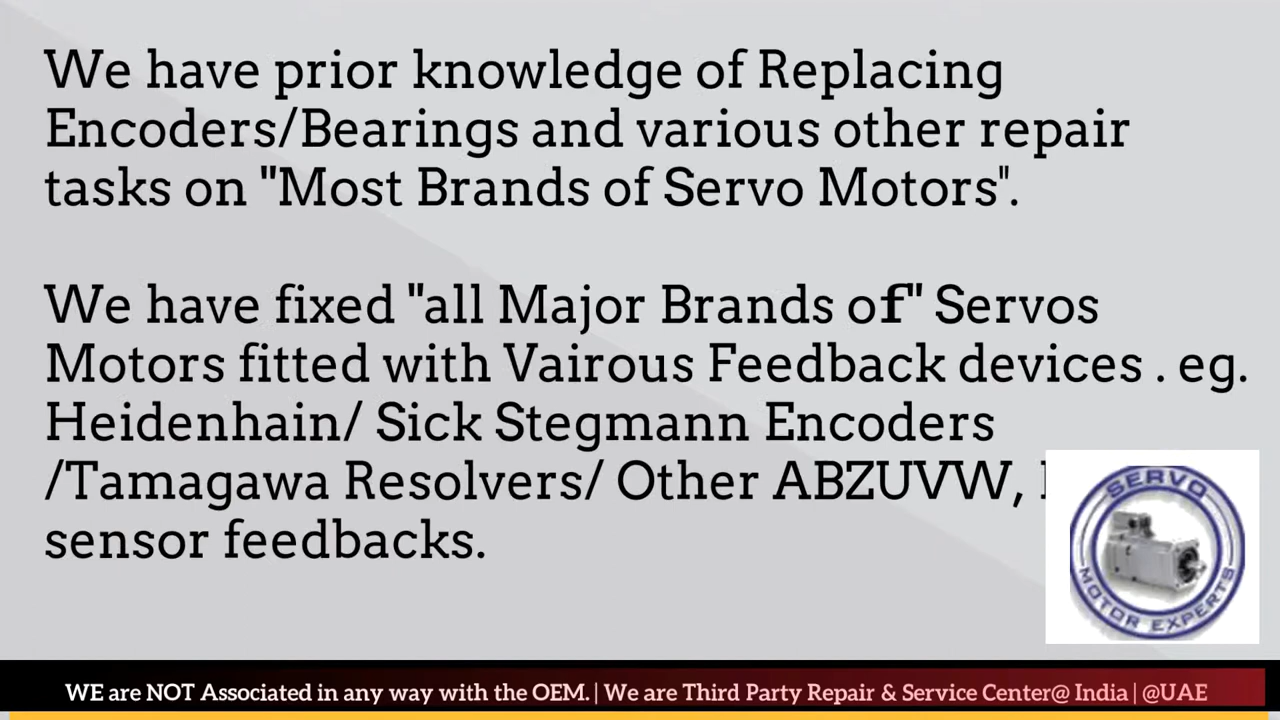 We have prior knowledge of Replacing
Encoders/Bearings and various other repair
tasks on "Most Brands of Servo Motors".
We have fixed "all Major Brands of" Servos
Motors fitted with Vairous Feedback devices . eg.
Heidenhain/ Sick Stegmann Encoders
/Tamagawa Resolvers/ Other ABZUVW,
sensor feedbacks.
SERVO
MOTOR EXPERTS
WE are NOT Associated in any way with the OEM. | We are Third Party Repair & Service Center@ India | @UAE